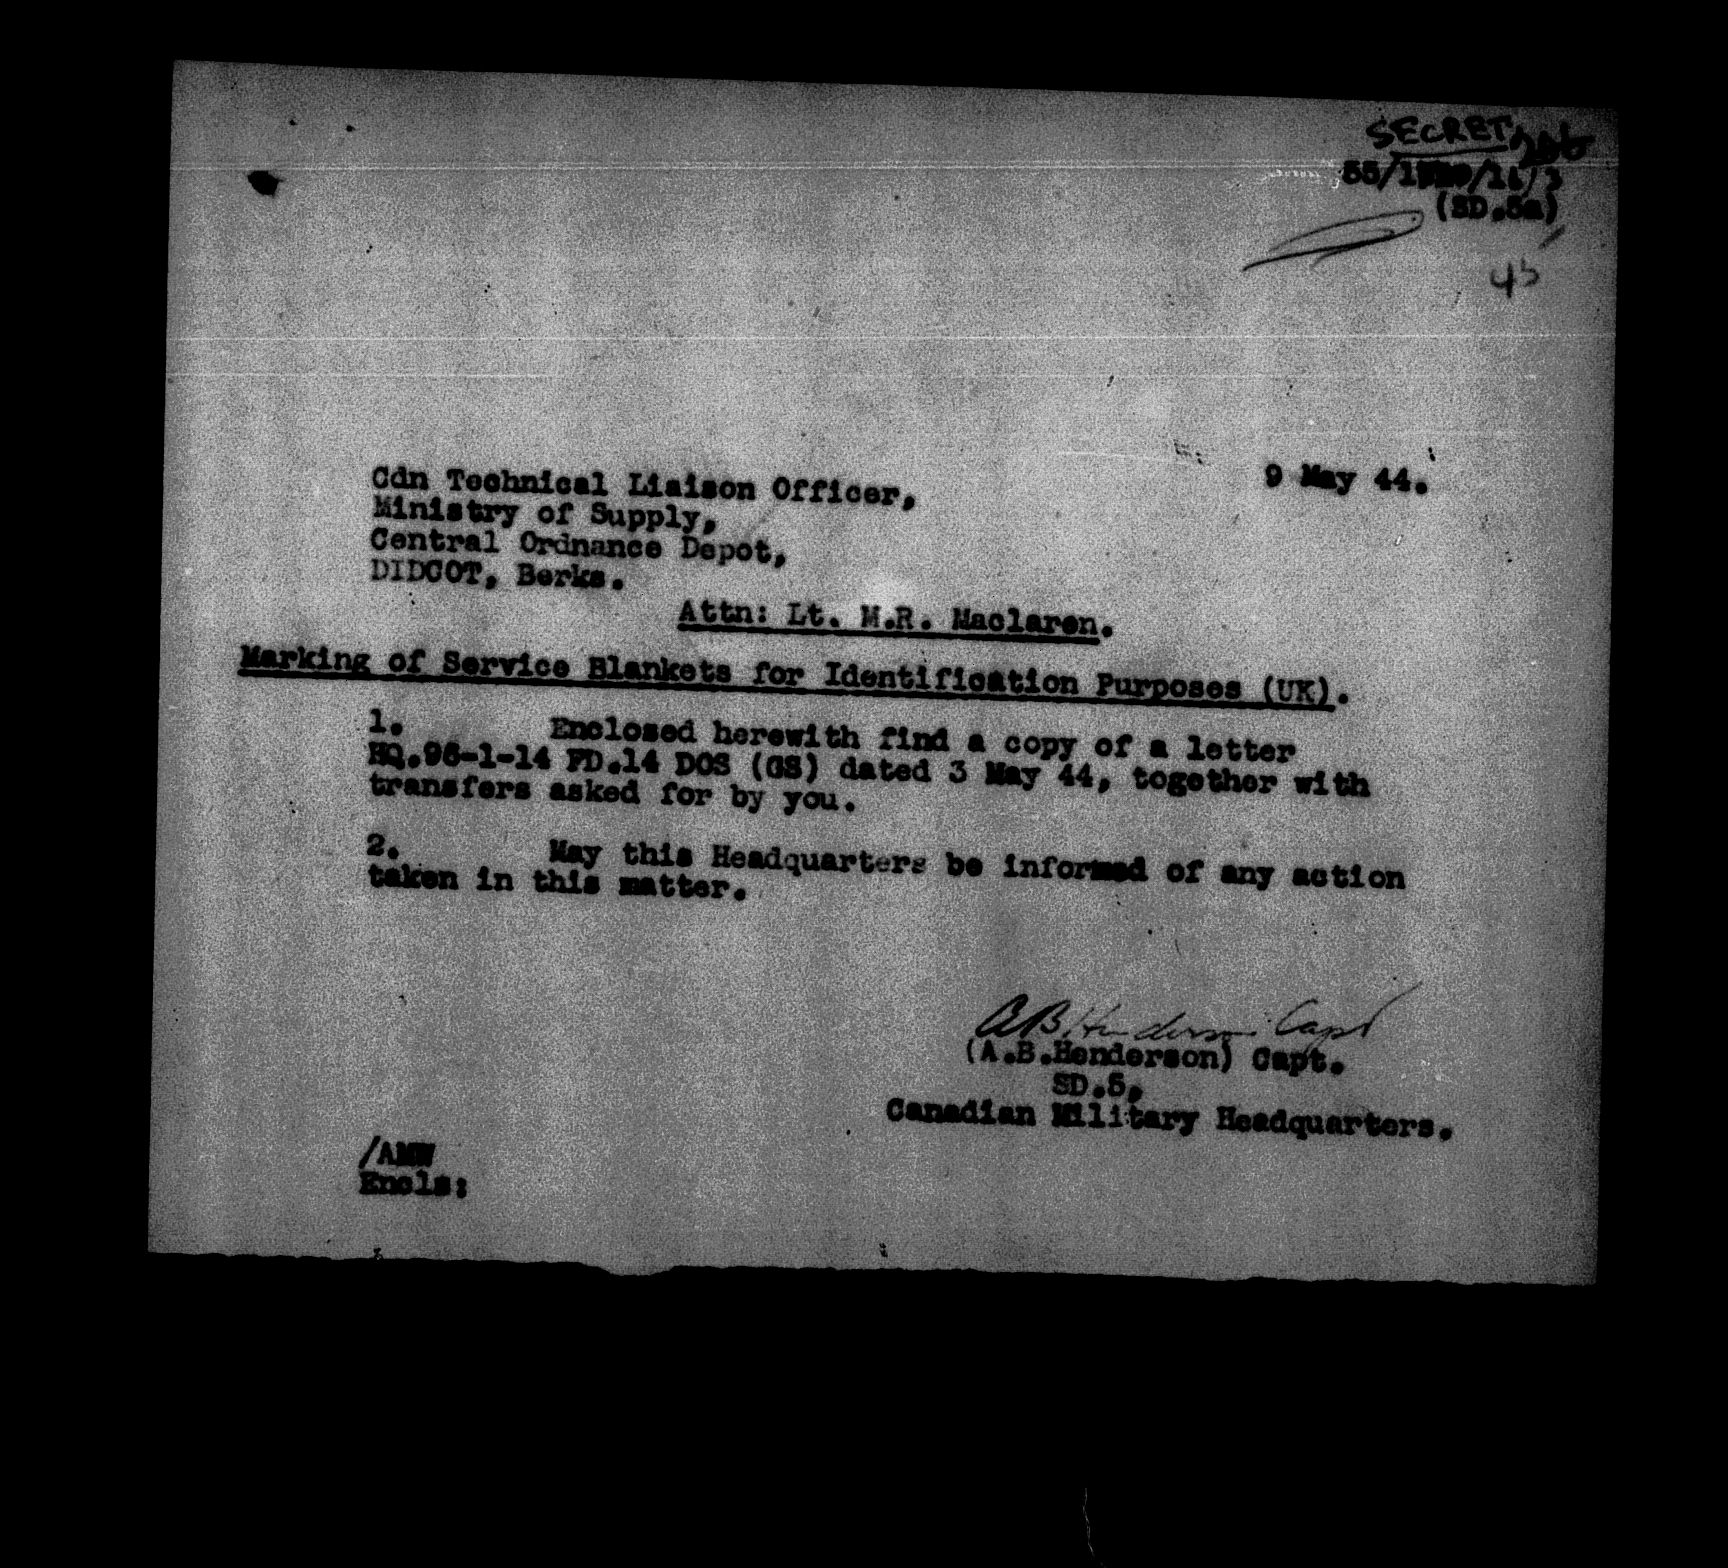 SECRET
(SD.5a)
45
9 May 44.
Cdn Technical Liaison Officer,
Ministry of Supply,
Central Ordnance Depot,
DIDCOT, Berks.
Attn: Lt. M.R. Maclaren.
Marking of Service Blankets for Identification Purposes (UK).
1. Enclosed herewith find a copy of a letter
HQ.96-1-14 FD.14 DOS (GS) dated 3 May 44, together with
transfers asked for by you.
2. May this Headquarters be informed of any action
taken in this matter.
AB Henderson Capt
(A.B.Henderson) Capt.
SD.5,
Canadian Military Headquarters.
/AMW
Encls: